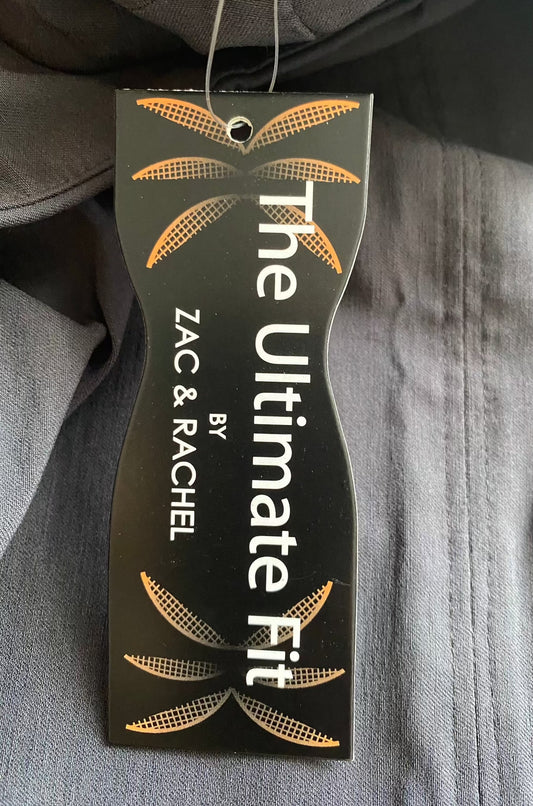 The Ultimate Fit
BY
ZAC & RACHEL